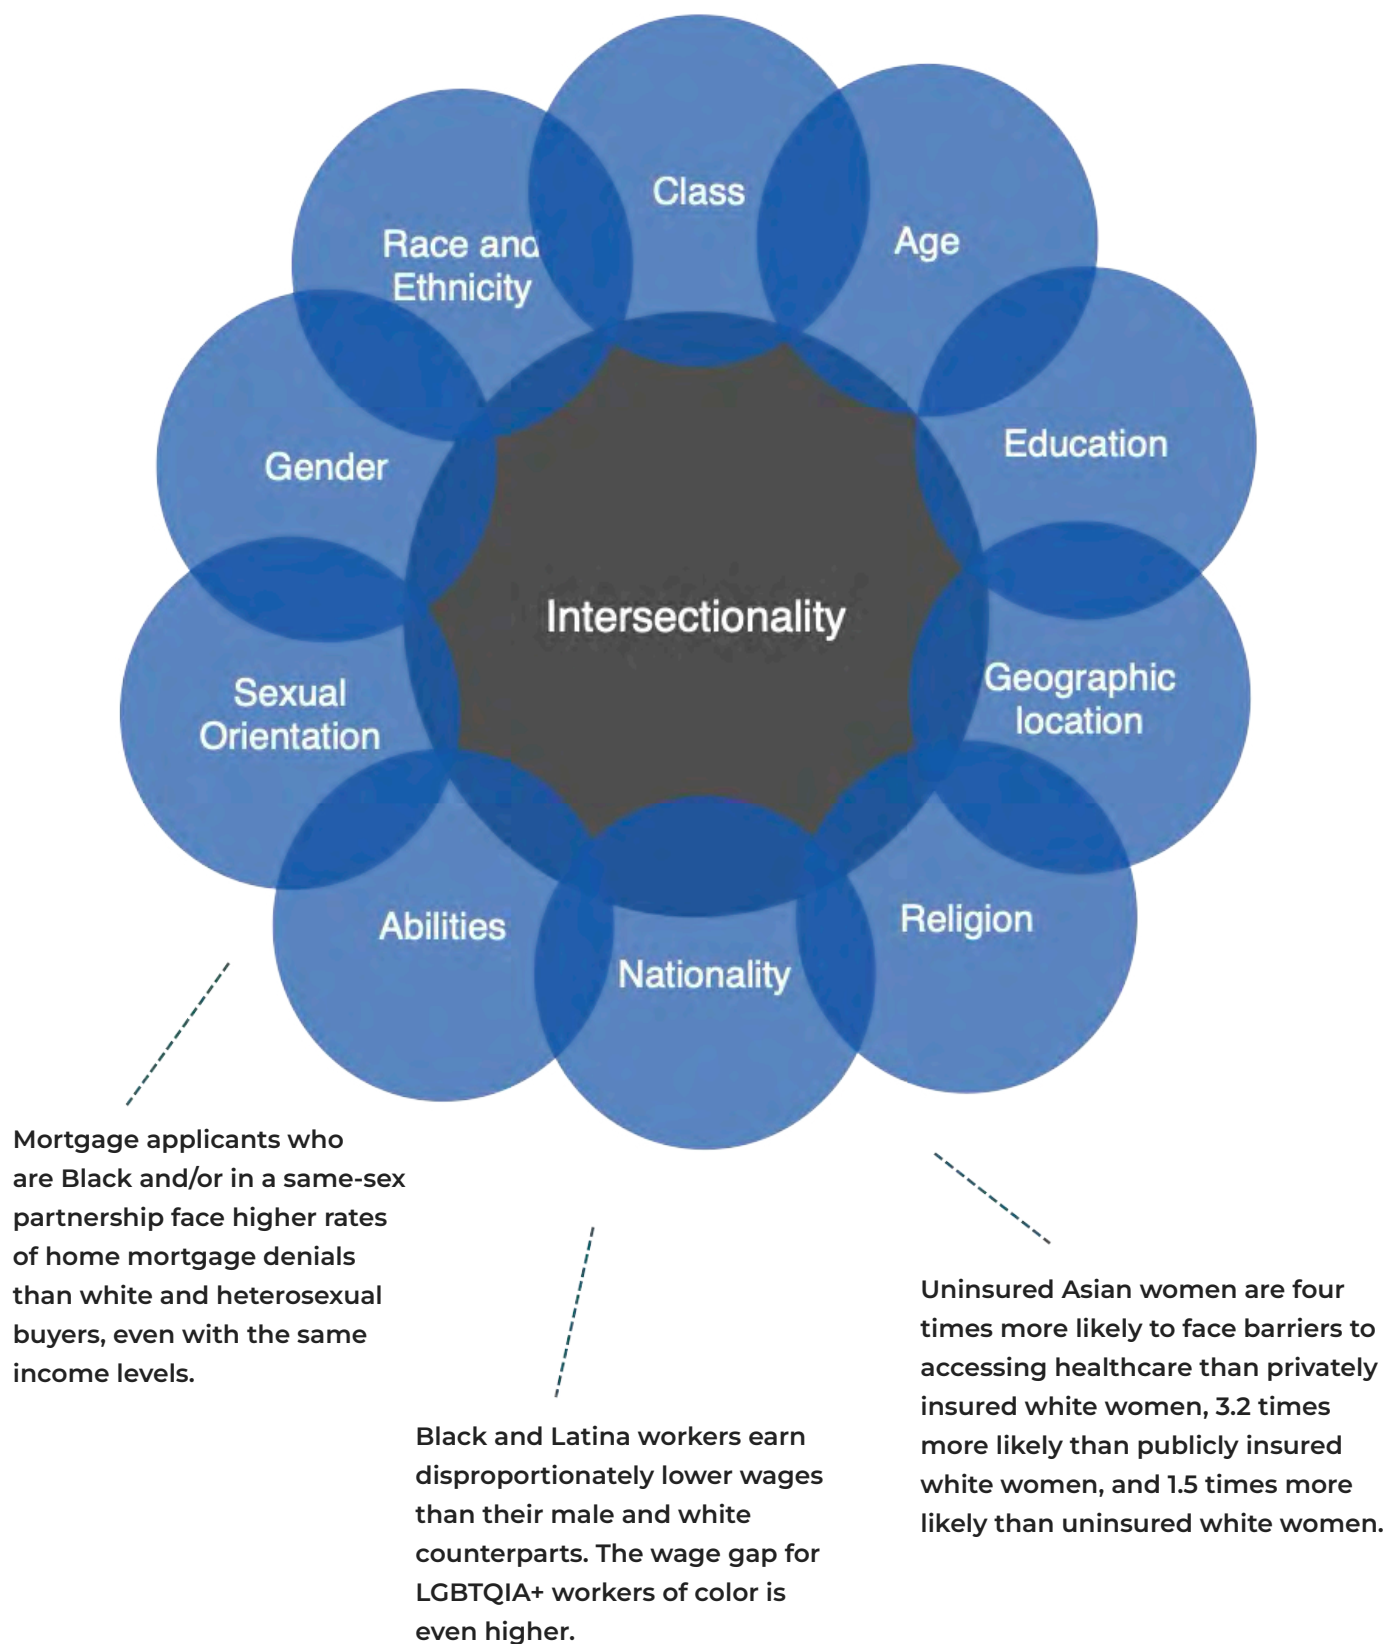 Class
Age
Race and
Ethnicity
Education
Gender
Intersectionality
Geographic
location
Sexual
Orientation
Religion
Abilities
Nationality
Mortgage applicants who
are Black and/or in a same-sex
partnership face higher rates
of home mortgage denials
than white and heterosexual
buyers, even with the same
income levels.
Black and Latina workers earn
disproportionately lower wages
than their male and white
counterparts. The wage gap for
LGBTQIA+ workers of color is
even higher.
Uninsured Asian women are four
times more likely to face barriers to
accessing healthcare than privately
insured white women, 3.2 times
more likely than publicly insured
white women, and 1.5 times more
likely than uninsured white women.